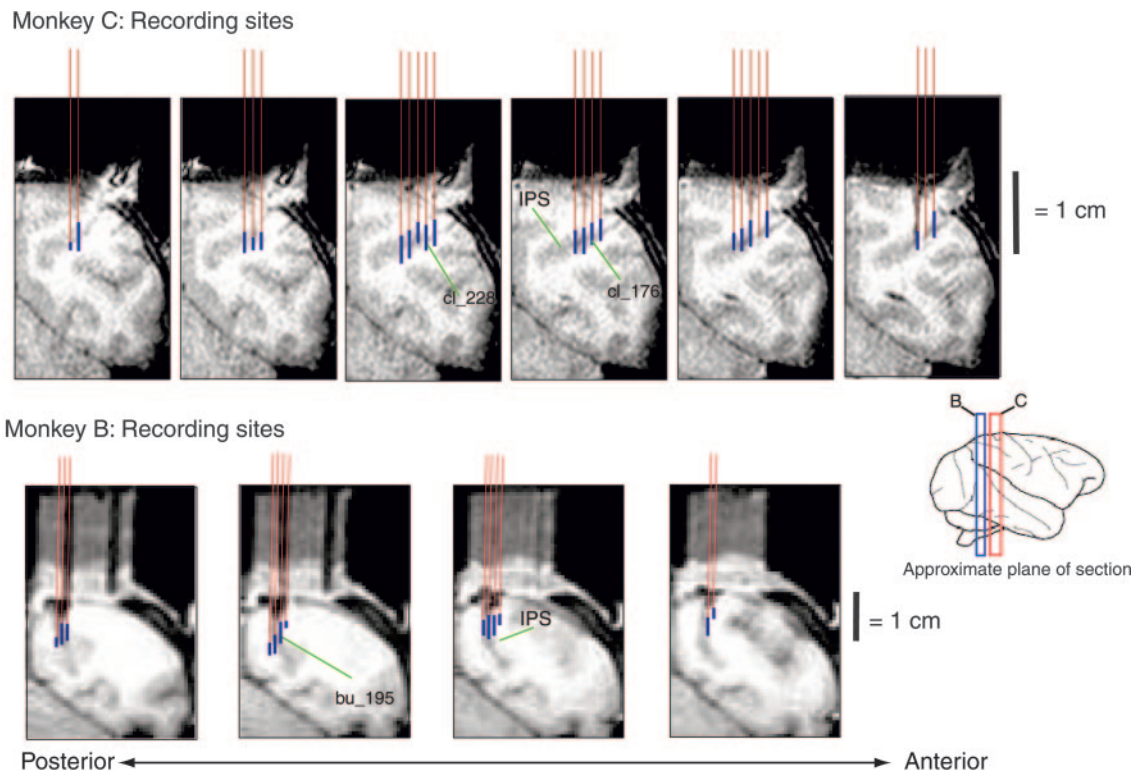 Monkey C: Recording sites
IPS
cl_228
cl_176
= 1 cm
Monkey B: Recording sites
B
C
Approximate plane of section
IPS
bu_195
= 1 cm
Posterior
Anterior